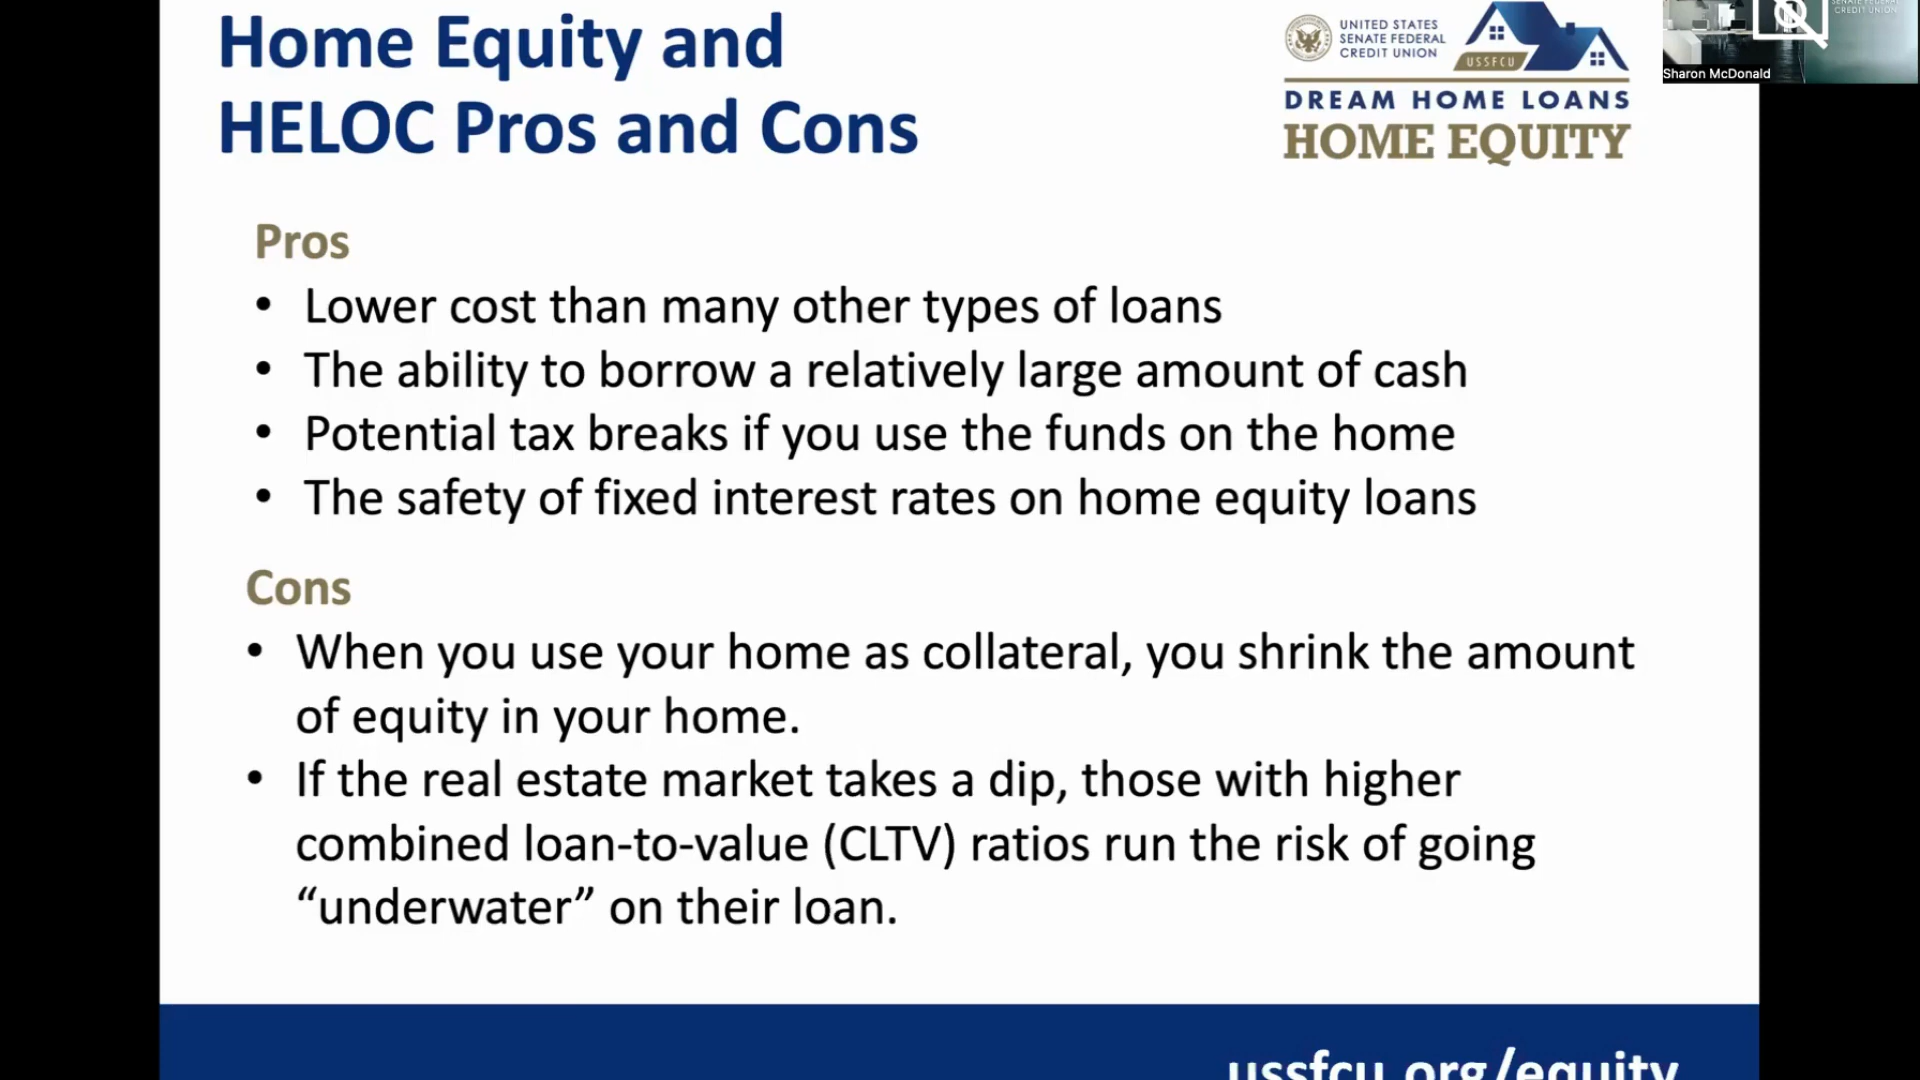 Home Equity and
HELOC Pros and Cons
UNITED STATES
SENATE FEDERAL
CREDIT UNION
USSFCU
DREAM HOME LOANS
HOME EQUITY
SENATE FEDERAL
CREDIT UNION
Sharon McDonald
Pros
• Lower cost than many other types of loans
• The ability to borrow a relatively large amount of cash
• Potential tax breaks if you use the funds on the home
• The safety of fixed interest rates on home equity loans
Cons
• When you use your home as collateral, you shrink the amount
of equity in your home.
• If the real estate market takes a dip, those with higher
combined loan-to-value (CLTV) ratios run the risk of going
“underwater” on their loan.
ussfcu.org/equity